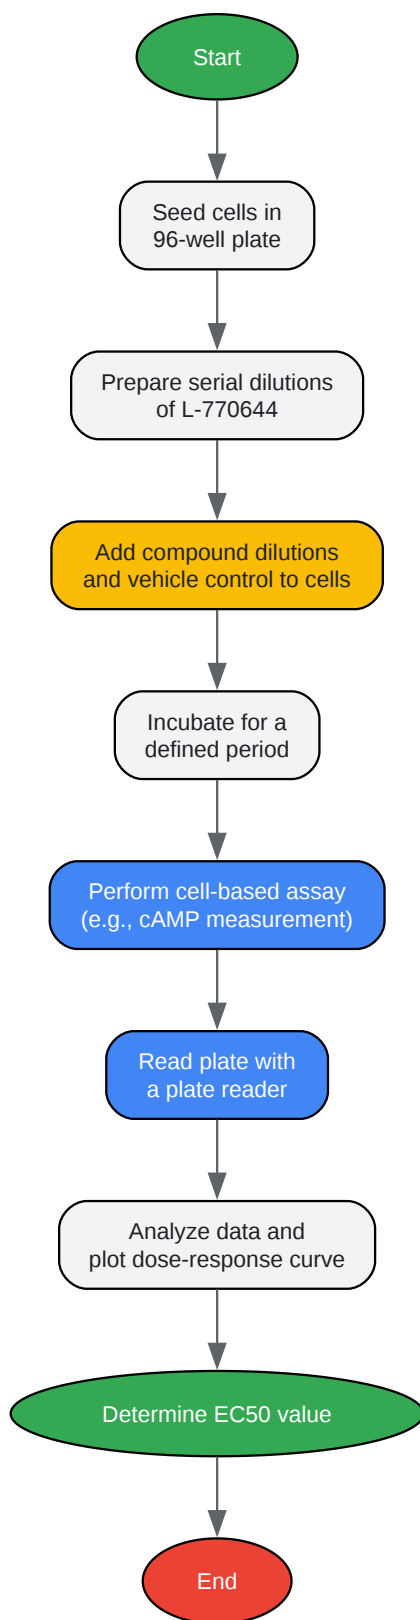 Start
Seed cells in
96-well plate
Prepare serial dilutions
of L-770644
Add compound dilutions
and vehicle control to cells
Incubate for a
defined period
Perform cell-based assay
(e.g., cAMP measurement)
Read plate with
a plate reader
Analyze data and
plot dose-response curve
Determine EC50 value
End